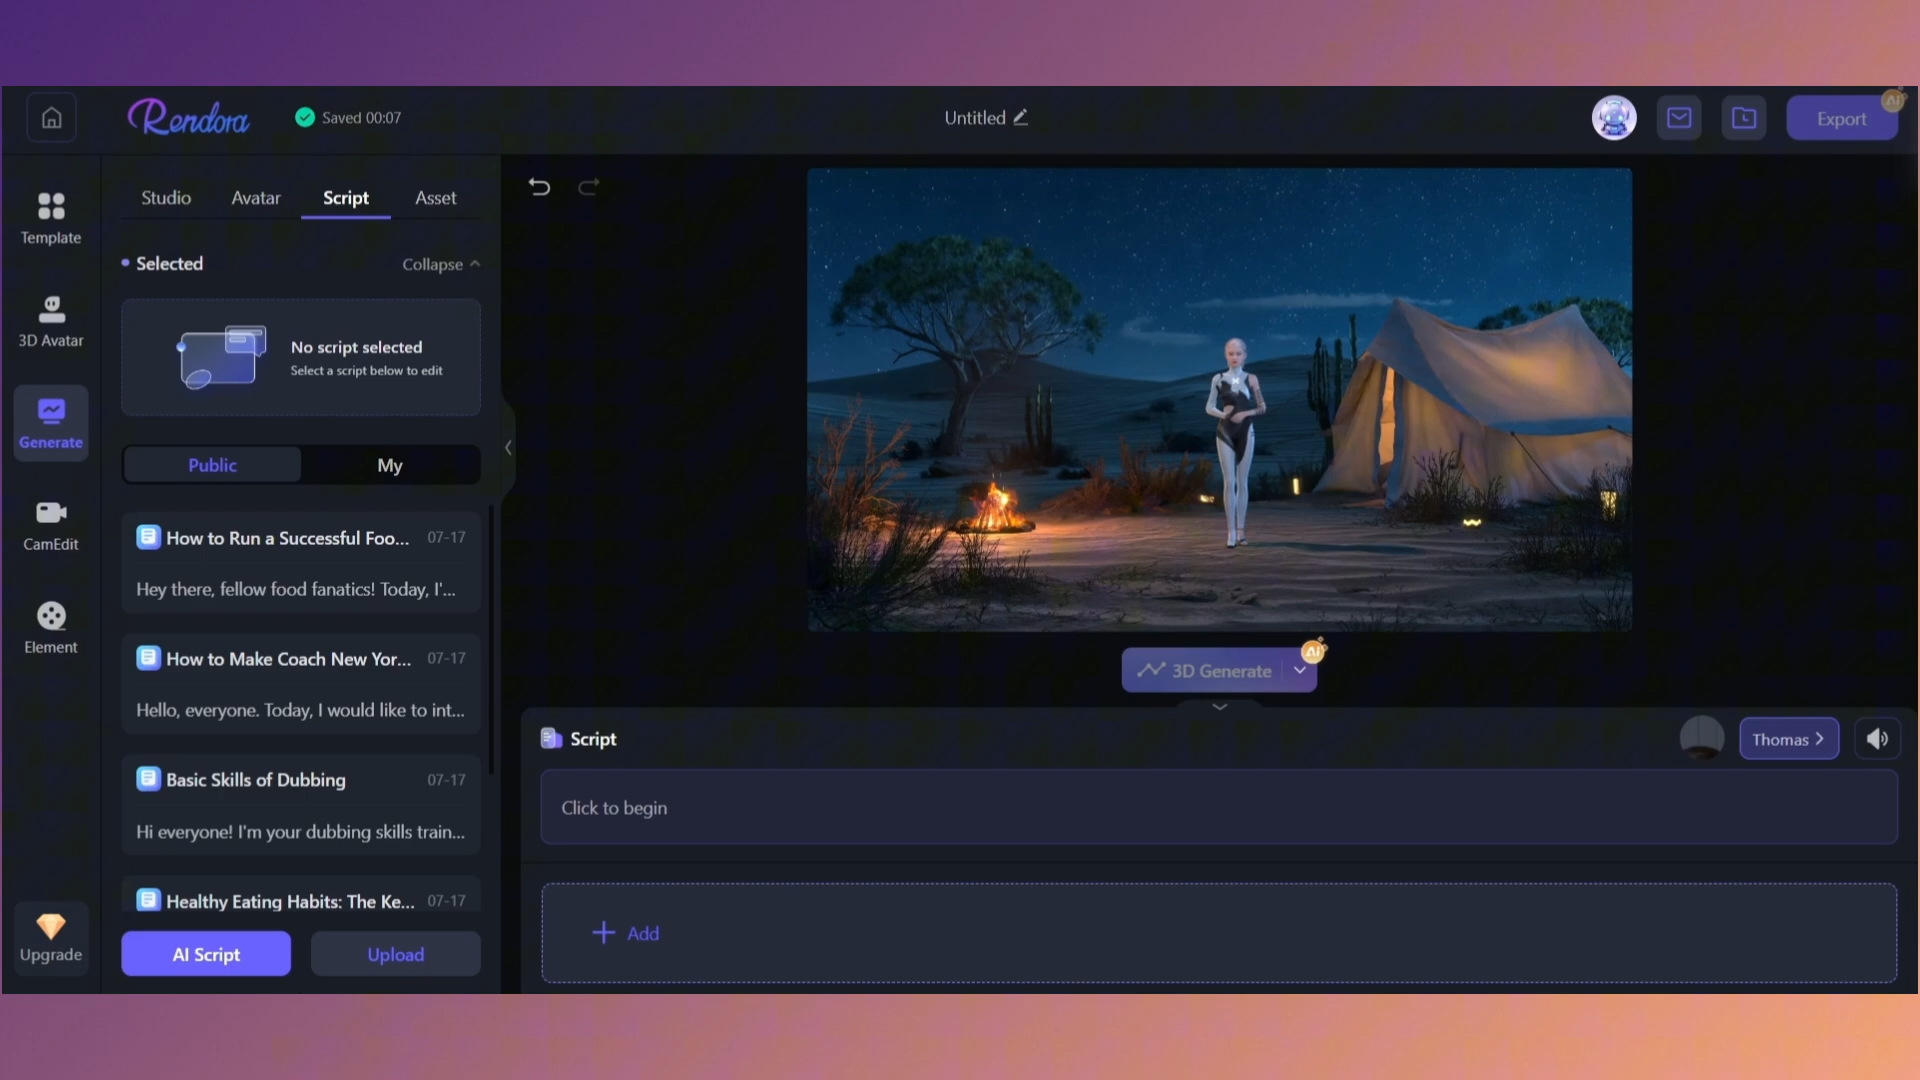 Rendora
Saved 00:07
Untitled
Export
AI
Template
3D Avatar
Generate
CamEdit
Element
Upgrade
Studio
Avatar
Script
Asset
Selected
Collapse
No script selected
Select a script below to edit
Public
My
How to Run a Successful Foo... 07-17
Hey there, fellow food fanatics! Today, I'...
How to Make Coach New Yor... 07-17
Hello, everyone. Today, I would like to int...
Basic Skills of Dubbing 07-17
Hi everyone! I'm your dubbing skills train...
Healthy Eating Habits: The Ke... 07-17
AI Script
Upload
3D Generate
AI
Script
Thomas
Click to begin
Add